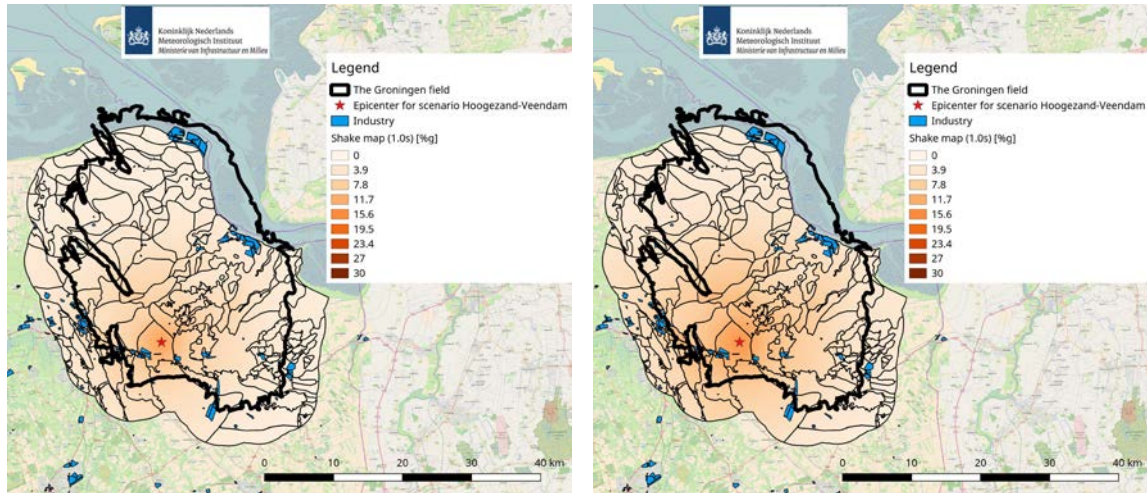 Koninklijk Nederlands
Meteorologisch Instituut
Ministerie van Infrastructuur en Milieu
Legend
The Groningen field
Epicenter for scenario Hoogezand-Veendam
Industry
Shake map (1.0s) [%g]
0
3.9
7.8
11.7
15.6
19.5
23.4
27
30
0 10 20 30 40 km
Koninklijk Nederlands
Meteorologisch Instituut
Ministerie van Infrastructuur en Milieu
Legend
The Groningen field
Epicenter for scenario Hoogezand-Veendam
Industry
Shake map (1.0s) [%g]
0
3.9
7.8
11.7
15.6
19.5
23.4
27
30
0 10 20 30 40 km